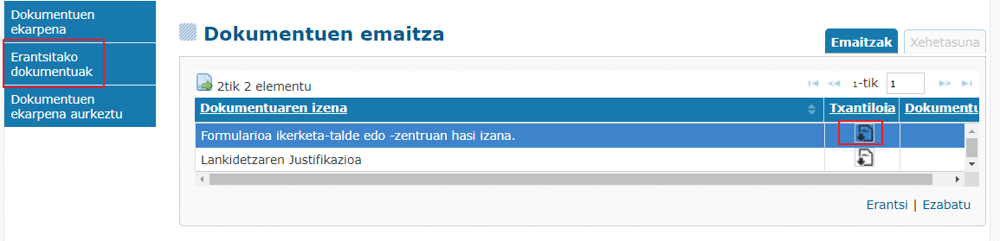 Dokumentuen
ekarpena
Erantsitako
dokumentuak
Dokumentuen
ekarpena aurkeztu
Dokumentuen emaitza
Emaitzak
Xehetasuna
2tik 2 elementu
1-tik 1
Dokumentuaren izena Txantiloia Dokumentu
Formularioa ikerketa-talde edo -zentruan hasi izana.
Lankidetzaren Justifikazioa
Erantsi | Ezabatu